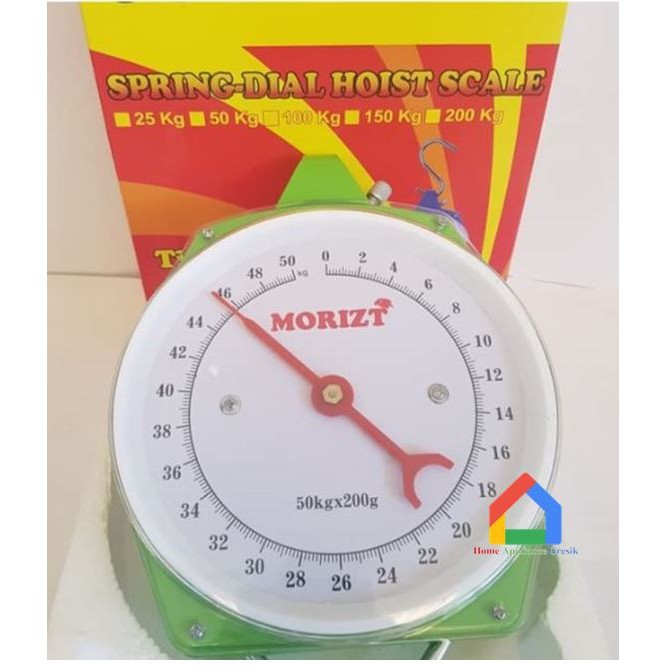 SPRING-DIAL HOIST SCALE
25 Kg 50 Kg 100 Kg 150 Kg 200 Kg
48 50 kg 0 2 4
46 6
44 8
42 10
40 12
38 14
36 16
34 18
32 20
30 22
28 26 24
MORIZT
50kgx200g
Home Appliance Gresik